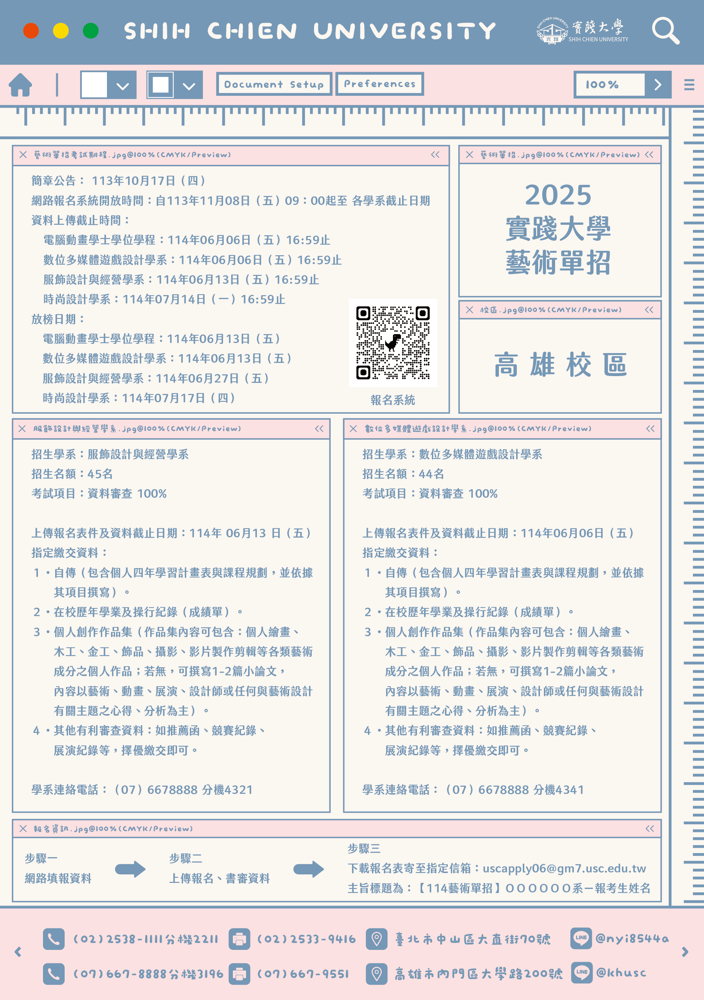 SHIH CHIEN UNIVERSITY
SHIH CHIEN UNIVERSITY
實踐
實踐大學
SHIH CHIEN UNIVERSITY
Document Setup
Preferences
100%
藝術單招考試期程.jpg@100%(CMYK/Preview)
簡章公告： 113年10月17日（四）
網路報名系統開放時間：自113年11月08日（五）09：00起至 各學系截止日期
資料上傳截止時間：
電腦動畫學士學位學程：114年06月06日（五）16:59止
數位多媒體遊戲設計學系：114年06月06日（五）16:59止
服飾設計與經營學系：114年06月13日（五）16:59止
時尚設計學系：114年07月14日（一）16:59止
放榜日期：
電腦動畫學士學位學程：114年06月13日（五）
數位多媒體遊戲設計學系：114年06月13日（五）
服飾設計與經營學系：114年06月27日（五）
時尚設計學系：114年07月17日（四）
報名系統
藝術單招.jpg@100%(CMYK/Preview)
2025
實踐大學
藝術單招
校區.jpg@100%(CMYK/Preview)
高雄校區
服飾設計與經營學系.jpg@100%(CMYK/Preview)
招生學系：服飾設計與經營學系
招生名額：45名
考試項目：資料審查 100%
上傳報名表件及資料截止日期：114年 06月13 日（五）
指定繳交資料：
1・自傳（包含個人四年學習計畫表與課程規劃，並依據
其項目撰寫）。
2・在校歷年學業及操行紀錄（成績單）。
3・個人創作作品集（作品集內容可包含：個人繪畫、
木工、金工、飾品、攝影、影片製作剪輯等各類藝術
成分之個人作品；若無，可撰寫1-2篇小論文，
內容以藝術、動畫、展演、設計師或任何與藝術設計
有關主題之心得、分析為主）。
4・其他有利審查資料：如推薦函、競賽紀錄、
展演紀錄等，擇優繳交即可。
學系連絡電話：（07）6678888 分機4321
數位多媒體遊戲設計學系.jpg@100%(CMYK/Preview)
招生學系：數位多媒體遊戲設計學系
招生名額：44名
考試項目：資料審查 100%
上傳報名表件及資料截止日期：114年06月06日（五）
指定繳交資料：
1・自傳（包含個人四年學習計畫表與課程規劃，並依據
其項目撰寫）。
2・在校歷年學業及操行紀錄（成績單）。
3・個人創作作品集（作品集內容可包含：個人繪畫、
木工、金工、飾品、攝影、影片製作剪輯等各類藝術
成分之個人作品；若無，可撰寫1-2篇小論文，
內容以藝術、動畫、展演、設計師或任何與藝術設計
有關主題之心得、分析為主）。
4・其他有利審查資料：如推薦函、競賽紀錄、
展演紀錄等，擇優繳交即可。
學系連絡電話：（07）6678888 分機4341
報名資訊.jpg@100%(CMYK/Preview)
步驟一
網路填報資料
步驟二
上傳報名、書審資料
步驟三
下載報名表寄至指定信箱：uscapply06@gm7.usc.edu.tw
主旨標題為：【114藝術單招】ＯＯＯＯＯＯ系－報考生姓名
(02)2538-1111分機2211
(02)2533-9416
臺北市中山區大直街70號
LINE
@nyi8544a
(07)667-8888分機3196
(07)667-9551
高雄市內門區大學路200號
LINE
@khusc